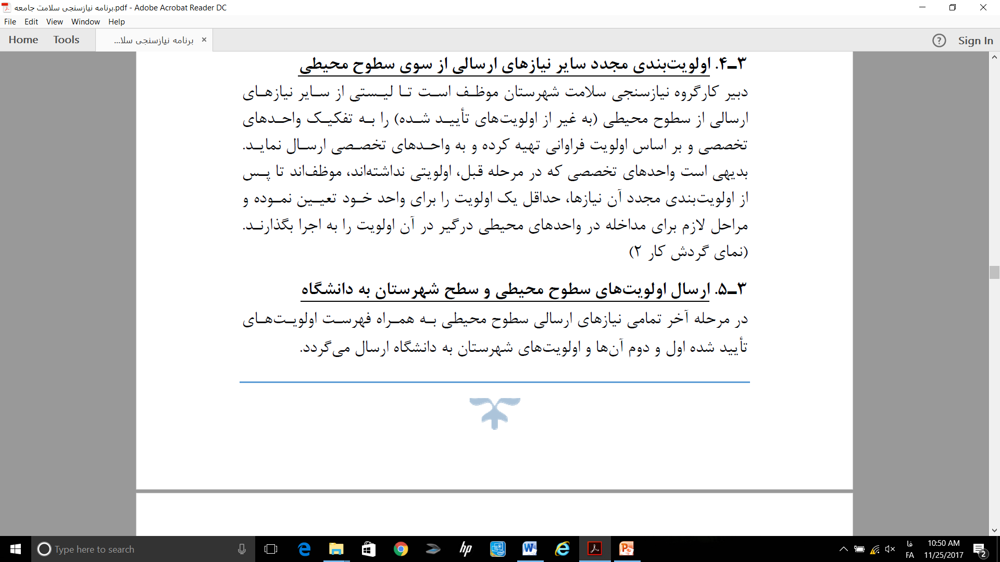 برنامه نیازسنجی سلامت جامعه.pdf - Adobe Acrobat Reader DC
File Edit View Window Help
Home Tools برنامه نیازسنجی سلا... × ? Sign In
۳ـ۴. اولویت‌بندی مجدد سایر نیازهای ارسالی از سوی سطوح محیطی
دبیر کارگروه نیازسنجی سلامت شهرستان موظف است تا لیستی از سایر نیازهای
ارسالی از سطوح محیطی (به غیر از اولویت‌های تأیید شده) را به تفکیک واحدهای
تخصصی و بر اساس اولویت فراوانی تهیه کرده و به واحدهای تخصصی ارسال نماید.
بدیهی است واحدهای تخصصی که در مرحله قبل، اولویتی نداشته‌اند، موظف‌اند تا پس
از اولویت‌بندی مجدد آن نیازها، حداقل یک اولویت را برای واحد خود تعیین نموده و
مراحل لازم برای مداخله در واحدهای محیطی درگیر در آن اولویت را به اجرا بگذارند.
(نمای گردش کار ۲)
۳ـ۵. ارسال اولویت‌های سطوح محیطی و سطح شهرستان به دانشگاه
در مرحله آخر تمامی نیازهای ارسالی سطوح محیطی به همراه فهرست اولویت‌های
تأیید شده اول و دوم آن‌ها و اولویت‌های شهرستان به دانشگاه ارسال می‌گردد.
Type here to search
hp
فا 10:50 AM
FA 11/25/2017 2